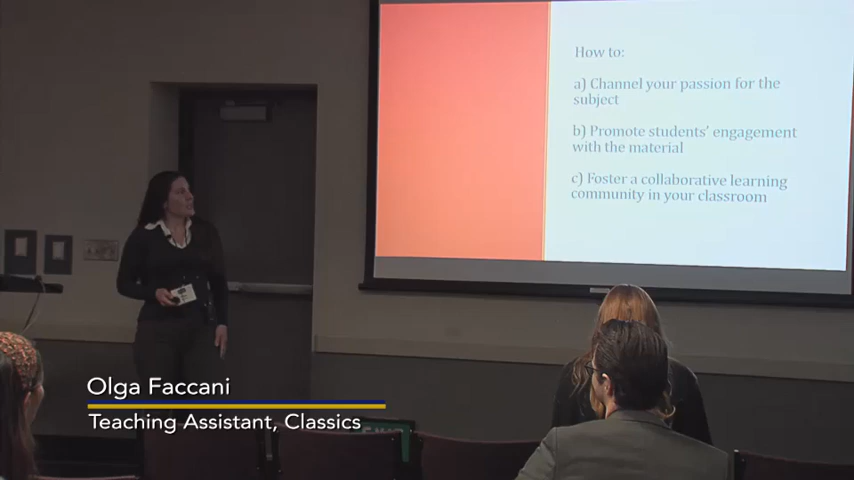 How to:
a) Channel your passion for the
subject
b) Promote students' engagement
with the material
c) Foster a collaborative learning
community in your classroom
Olga Faccani
Teaching Assistant, Classics